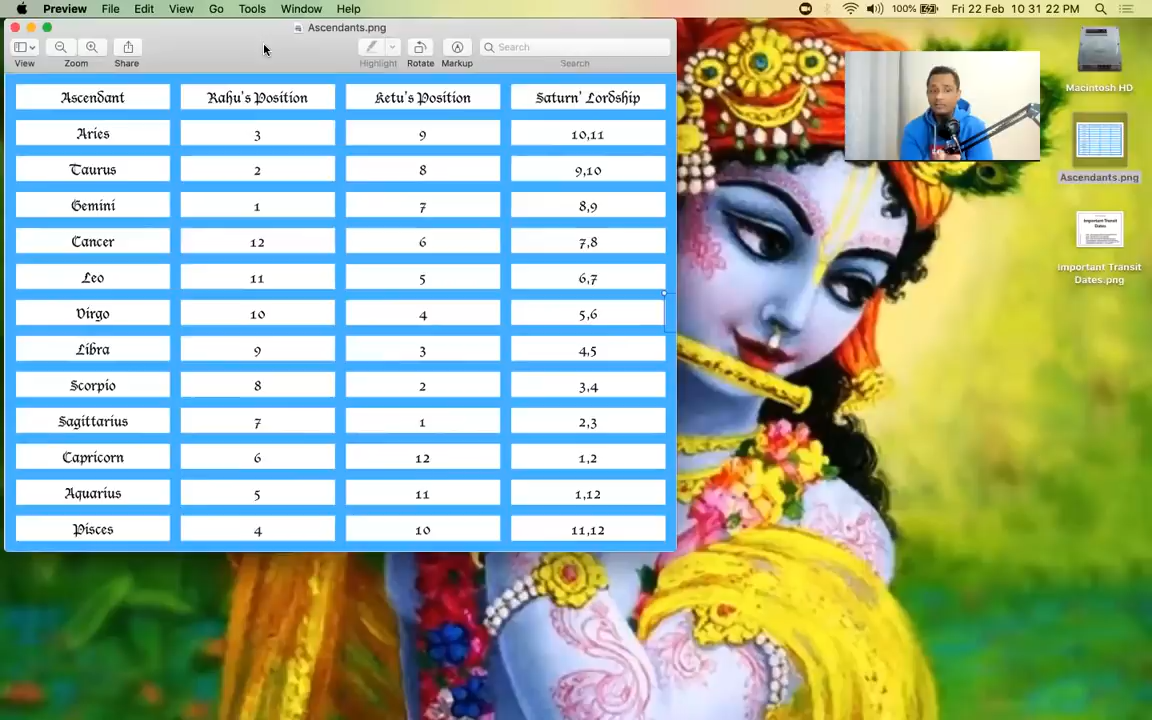 Preview File Edit View Go Tools Window Help 100% Fri 22 Feb 10 31 22 PM
Ascendants.png
Search
View Zoom Share Highlight Rotate Markup Search
Ascendant Rahu's Position Ketu's Position Saturn' Lordship
Aries 3 9 10,11
Taurus 2 8 9,10
Gemini 1 7 8,9
Cancer 12 6 7,8
Leo 11 5 6,7
Virgo 10 4 5,6
Libra 9 3 4,5
Scorpio 8 2 3,4
Sagittarius 7 1 2,3
Capricorn 6 12 1,2
Aquarius 5 11 1,12
Pisces 4 10 11,12
Macintosh HD
Ascendants.png
Important Transit
Dates
Important Transit
Dates.png